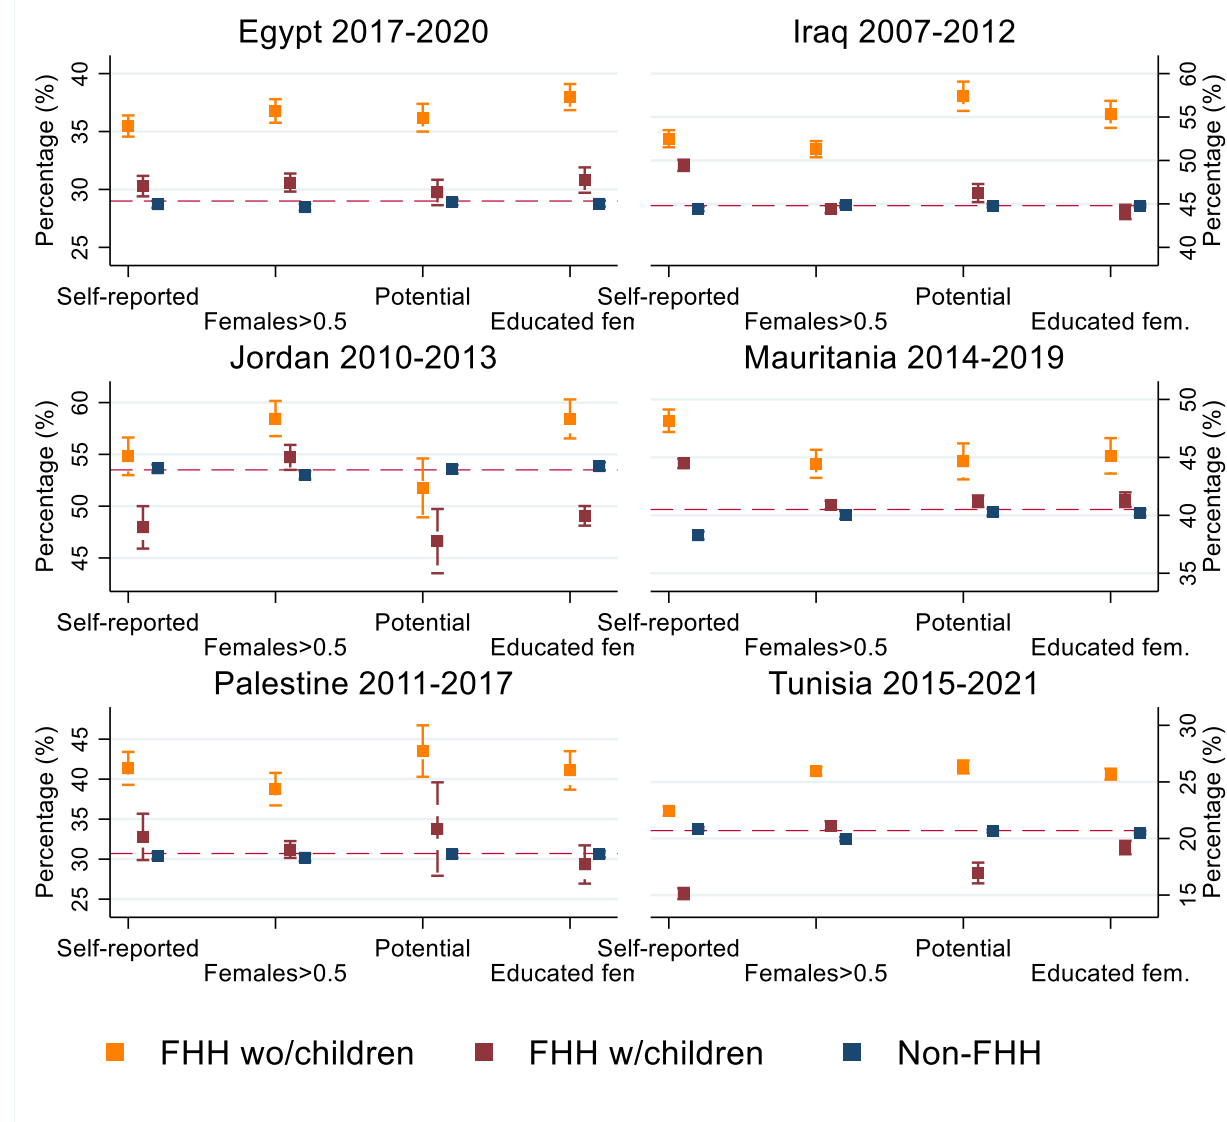 Egypt 2017-2020
Percentage (%)
40
35
30
25
Self-reported
Females>0.5
Potential
Educated fem
Iraq 2007-2012
Percentage (%)
60
55
50
45
40
Self-reported
Females>0.5
Potential
Educated fem.
Jordan 2010-2013
Percentage (%)
60
55
50
45
Self-reported
Females>0.5
Potential
Educated fem
Mauritania 2014-2019
Percentage (%)
50
45
40
35
Self-reported
Females>0.5
Potential
Educated fem.
Palestine 2011-2017
Percentage (%)
45
40
35
30
25
Self-reported
Females>0.5
Potential
Educated fem
Tunisia 2015-2021
Percentage (%)
30
25
20
15
Self-reported
Females>0.5
Potential
Educated fem.
FHH wo/children FHH w/children Non-FHH